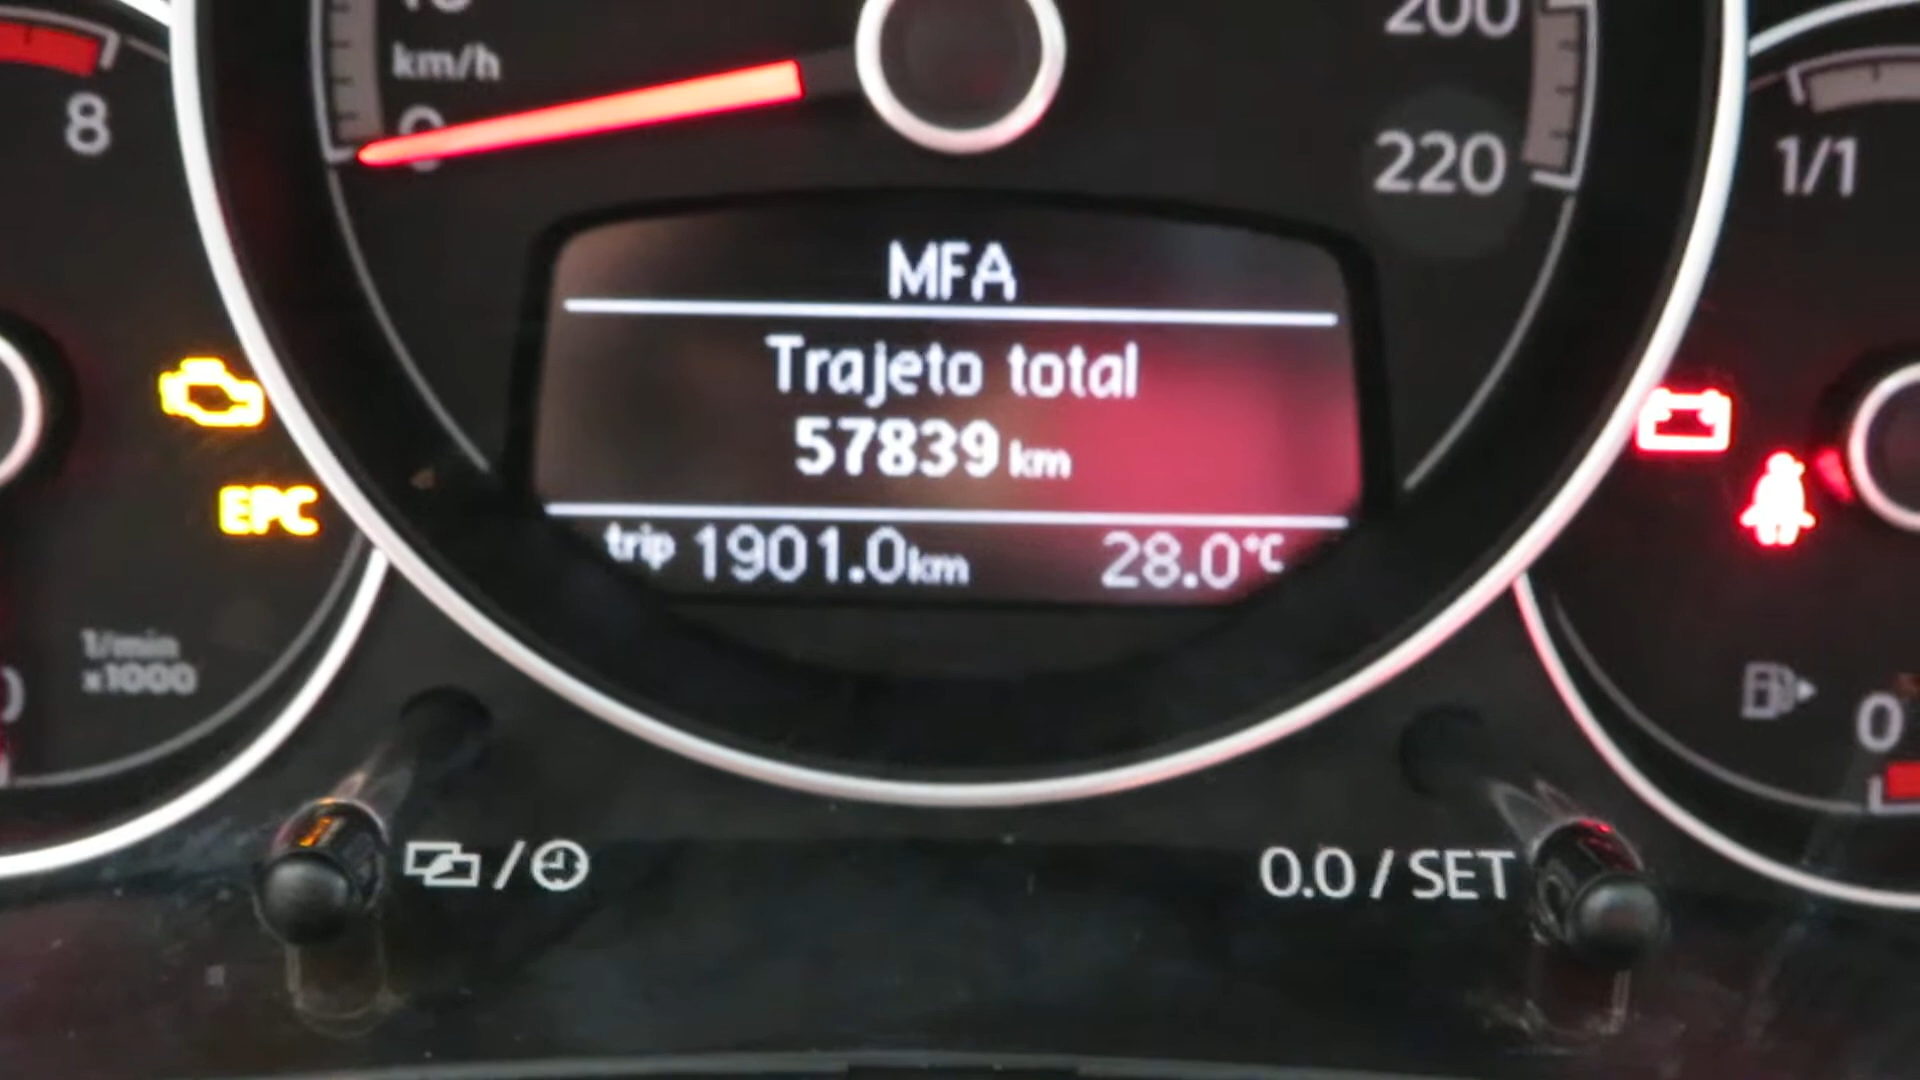 km/h
200
8
0
220
1/1
MFA
Trajeto total
57839 km
EPC
trip 1901.0km 28.0°C
1/min
x1000
0
/
0.0 / SET